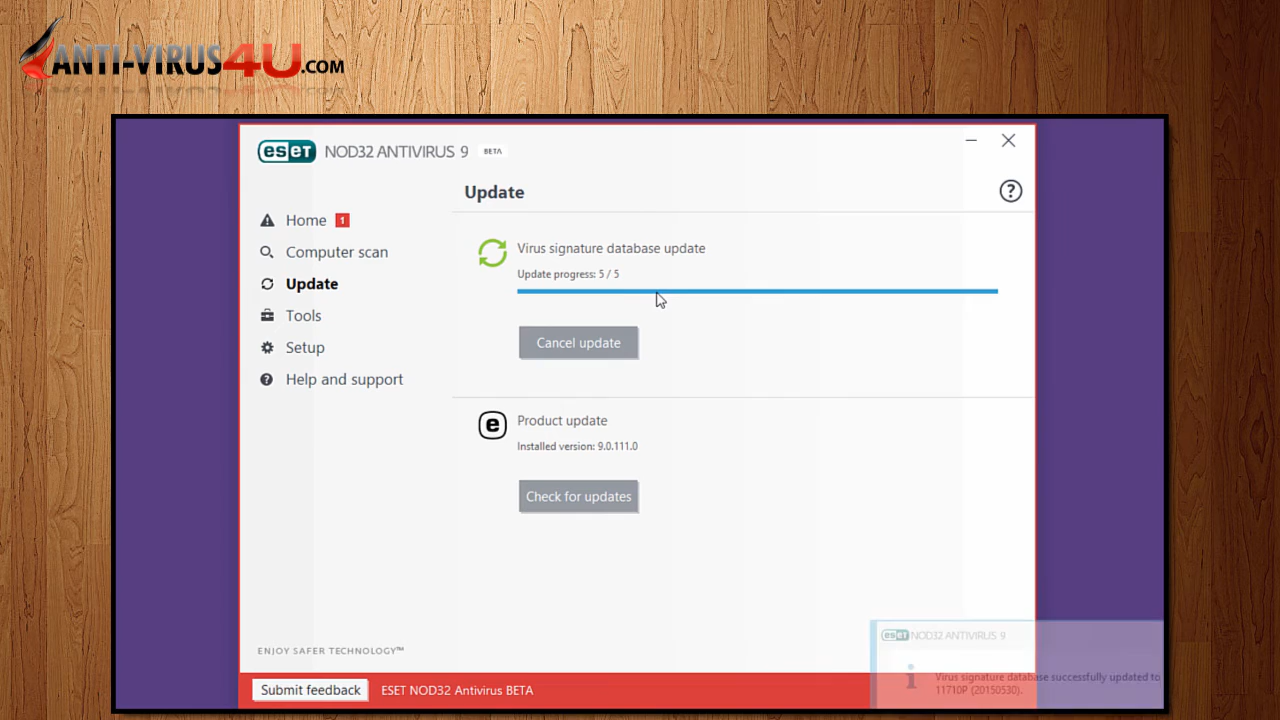 ANTI-VIRUS4U.COM
eseT NOD32 ANTIVIRUS 9 BETA
Update
?
Home 1
Computer scan
Update
Tools
Setup
Help and support
Virus signature database update
Update progress: 5 / 5
Cancel update
e Product update
Installed version: 9.0.111.0
Check for updates
ENJOY SAFER TECHNOLOGY™
Submit feedback ESET NOD32 Antivirus BETA
eseT NOD32 ANTIVIRUS 9
i Virus signature database successfully updated to
11710P (20150530).